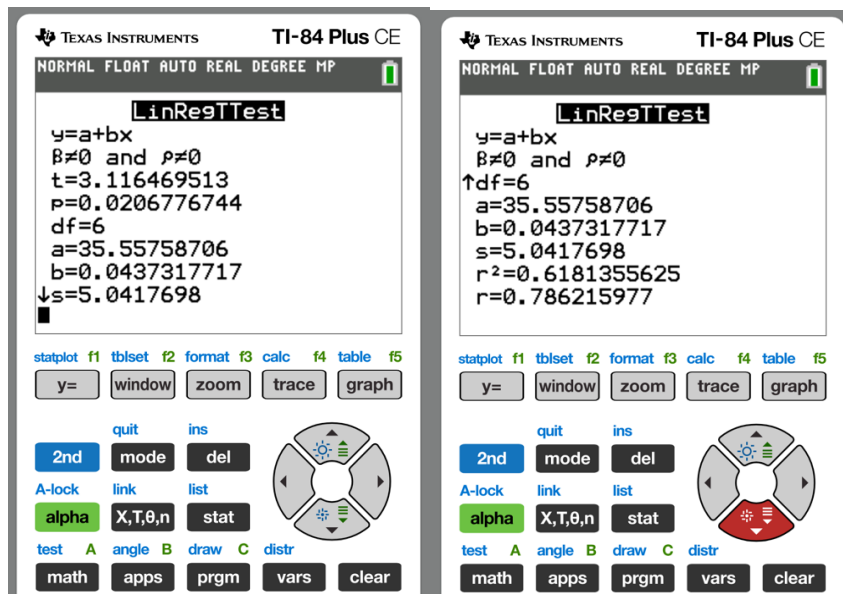 TEXAS INSTRUMENTS TI-84 Plus CE
NORMAL FLOAT AUTO REAL DEGREE MP
LinRegTTest
y=a+bx
β≠0 and ρ≠0
t=3.116469513
p=0.0206776744
df=6
a=35.55758706
b=0.0437317717
↓s=5.0417698
statplot f1 tblset f2 format f3 calc f4 table f5
y= window zoom trace graph
quit ins
2nd mode del
A-lock link list
alpha X,T,θ,n stat
test A angle B draw C distr
math apps prgm vars clear
TEXAS INSTRUMENTS TI-84 Plus CE
NORMAL FLOAT AUTO REAL DEGREE MP
LinRegTTest
y=a+bx
β≠0 and ρ≠0
↑df=6
a=35.55758706
b=0.0437317717
s=5.0417698
r²=0.6181355625
r=0.786215977
statplot f1 tblset f2 format f3 calc f4 table f5
y= window zoom trace graph
quit ins
2nd mode del
A-lock link list
alpha X,T,θ,n stat
test A angle B draw C distr
math apps prgm vars clear